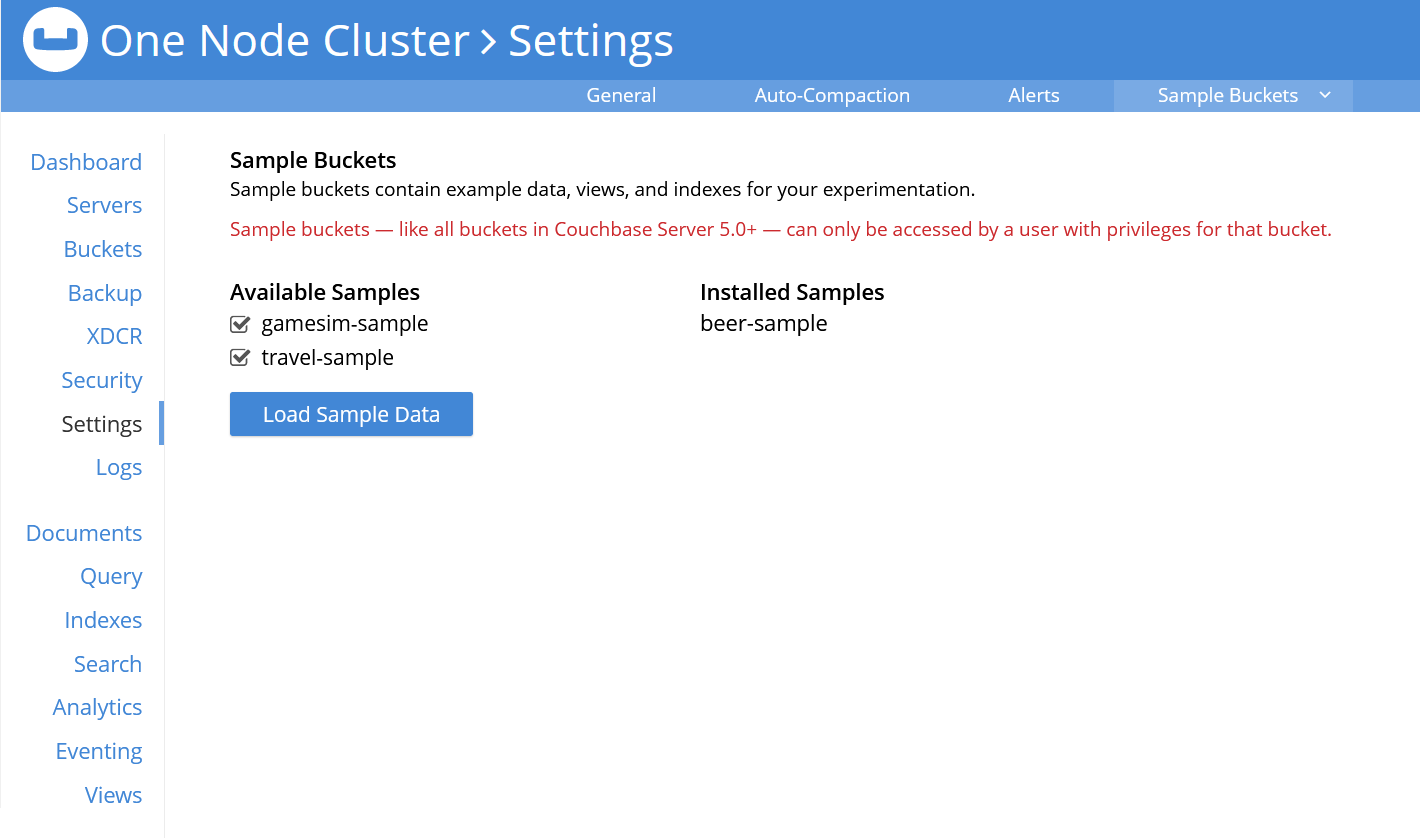 One Node Cluster > Settings
General Auto-Compaction Alerts Sample Buckets
Dashboard
Servers
Buckets
Backup
XDCR
Security
Settings
Logs
Documents
Query
Indexes
Search
Analytics
Eventing
Views
Sample Buckets
Sample buckets contain example data, views, and indexes for your experimentation.
Sample buckets — like all buckets in Couchbase Server 5.0+ — can only be accessed by a user with privileges for that bucket.
Available Samples
gamesim-sample
travel-sample
Load Sample Data
Installed Samples
beer-sample